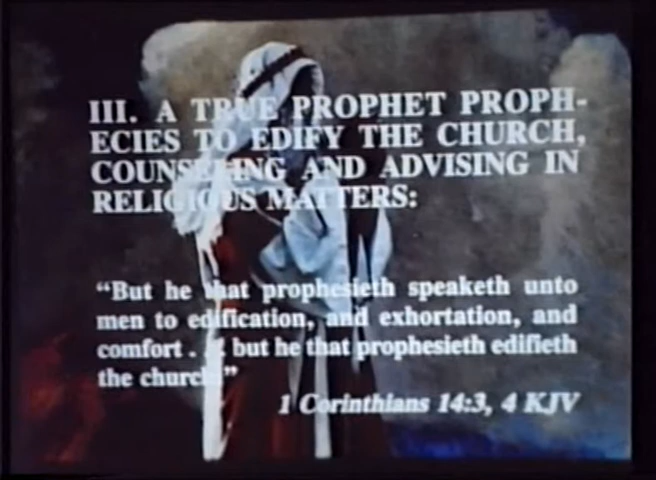 III. A TRUE PROPHET PROPH-
ECIES TO EDIFY THE CHURCH,
COUNSELING AND ADVISING IN
RELIGIOUS MATTERS:
“But he that prophesieth speaketh unto
men to edification, and exhortation, and
comfort . . . but he that prophesieth edifieth
the church.”
1 Corinthians 14:3, 4 KJV